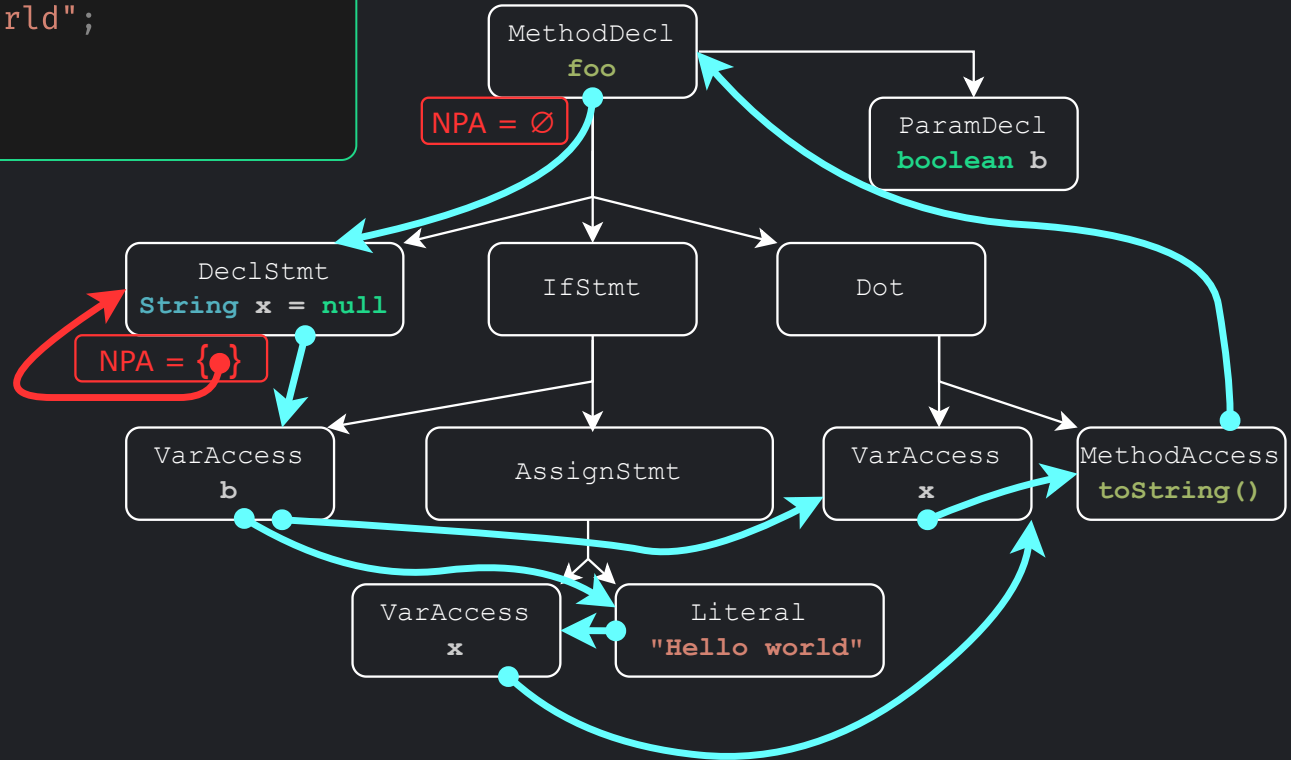 rld";
MethodDecl
foo
NPA = ∅
ParamDecl
boolean b
DeclStmt
String x = null
IfStmt
Dot
NPA = { }
VarAccess
b
AssignStmt
VarAccess
x
MethodAccess
toString()
VarAccess
x
Literal
"Hello world"